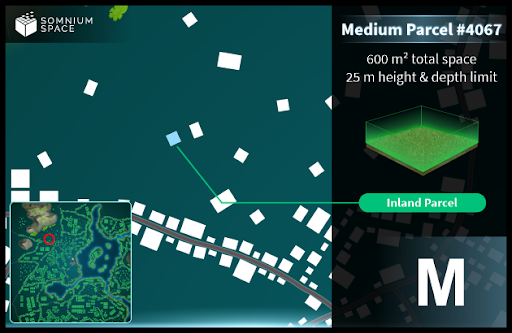 SOMNIUM
SPACE
Medium Parcel #4067
600 m² total space
25 m height & depth limit
Inland Parcel
M